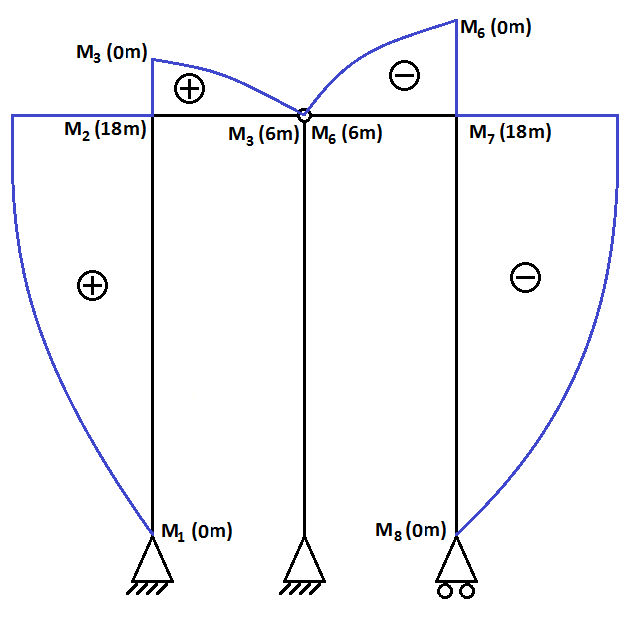 M₆ (0m)
M₃ (0m)
M₂ (18m)
M₃ (6m)
M₆ (6m)
M₇ (18m)
M₁ (0m)
M₈ (0m)